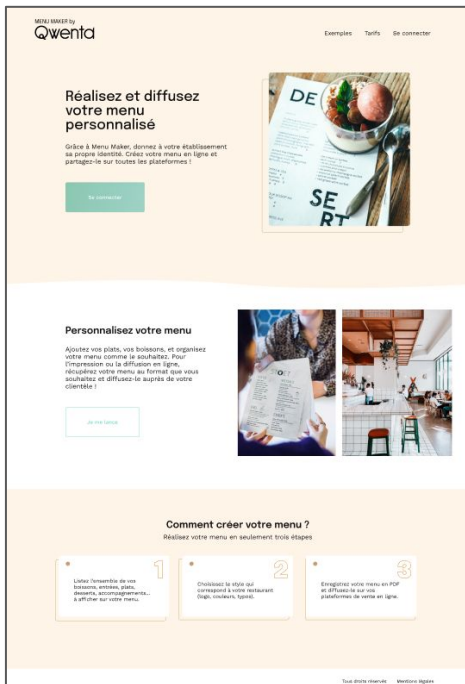 MENU MAKER by
Qwenta
Exemples Tarifs Se connecter
Réalisez et diffusez
votre menu
personnalisé
Grâce à Menu Maker, donnez à votre établissement
sa propre identité. Créez votre menu en ligne et
partagez-le sur toutes les plateformes !
Se connecter
DE
SE
RT
Personnalisez votre menu
Ajoutez vos plats, vos boissons, et organisez
votre menu comme le souhaitez. Pour
l'impression ou la diffusion en ligne,
récupérez votre menu au format que vous
souhaitez et diffusez-le auprès de votre
clientèle !
Je me lance
Comment créer votre menu ?
Réalisez votre menu en seulement trois étapes
1
Listez l'ensemble de vos
boissons, entrées, plats,
desserts, accompagnements...
à afficher sur votre menu.
2
Choisissez le style qui
correspond à votre restaurant
(logo, couleurs, typos).
3
Enregistrez votre menu en PDF
et diffusez-le sur vos
plateformes de vente en ligne.
Tous droits réservés Mentions légales